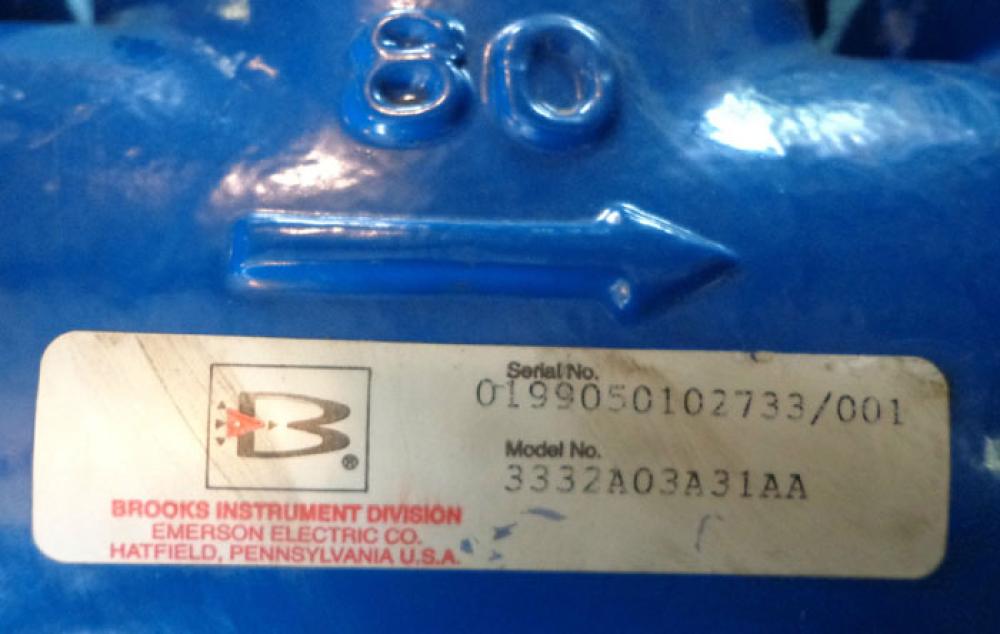 80
B®
Serial No.
0199050102733/001
Model No.
3332A03A31AA
BROOKS INSTRUMENT DIVISION
EMERSON ELECTRIC CO.
HATFIELD, PENNSYLVANIA U.S.A.